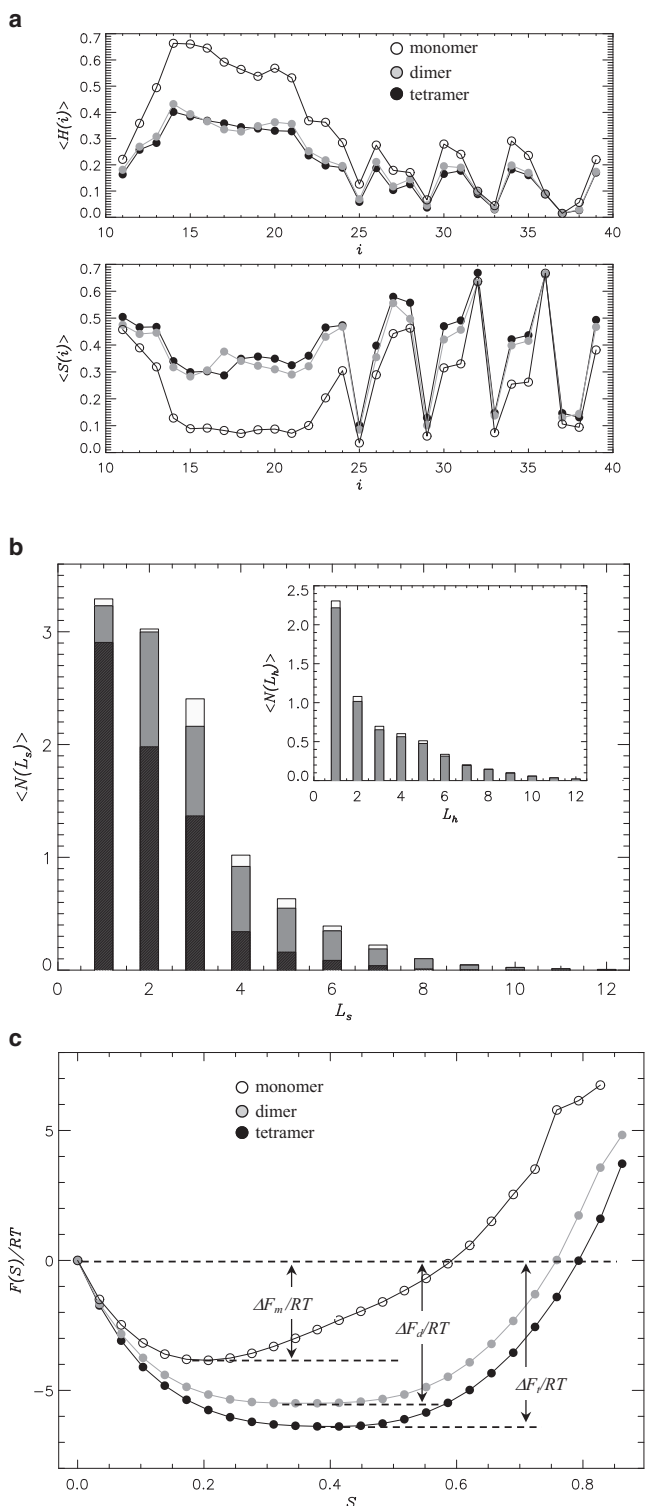 a
0.7
0.6
0.5
0.4
0.3
0.2
0.1
0.0
<H(i)>
monomer
dimer
tetramer
10 15 20 25 30 35 40
i
0.7
0.6
0.5
0.4
0.3
0.2
0.1
0.0
<S(i)>
10 15 20 25 30 35 40
i
b
3
2
1
0
<N(Ls)>
0 2 4 6 8 10 12
Ls
2.5
2.0
1.5
1.0
0.5
0.0
<N(Lh)>
0 2 4 6 8 10 12
Lh
c
5
0
−5
F(S)/RT
monomer
dimer
tetramer
ΔFm/RT
ΔFd/RT
ΔFt/RT
0.0 0.2 0.4 0.6 0.8
S